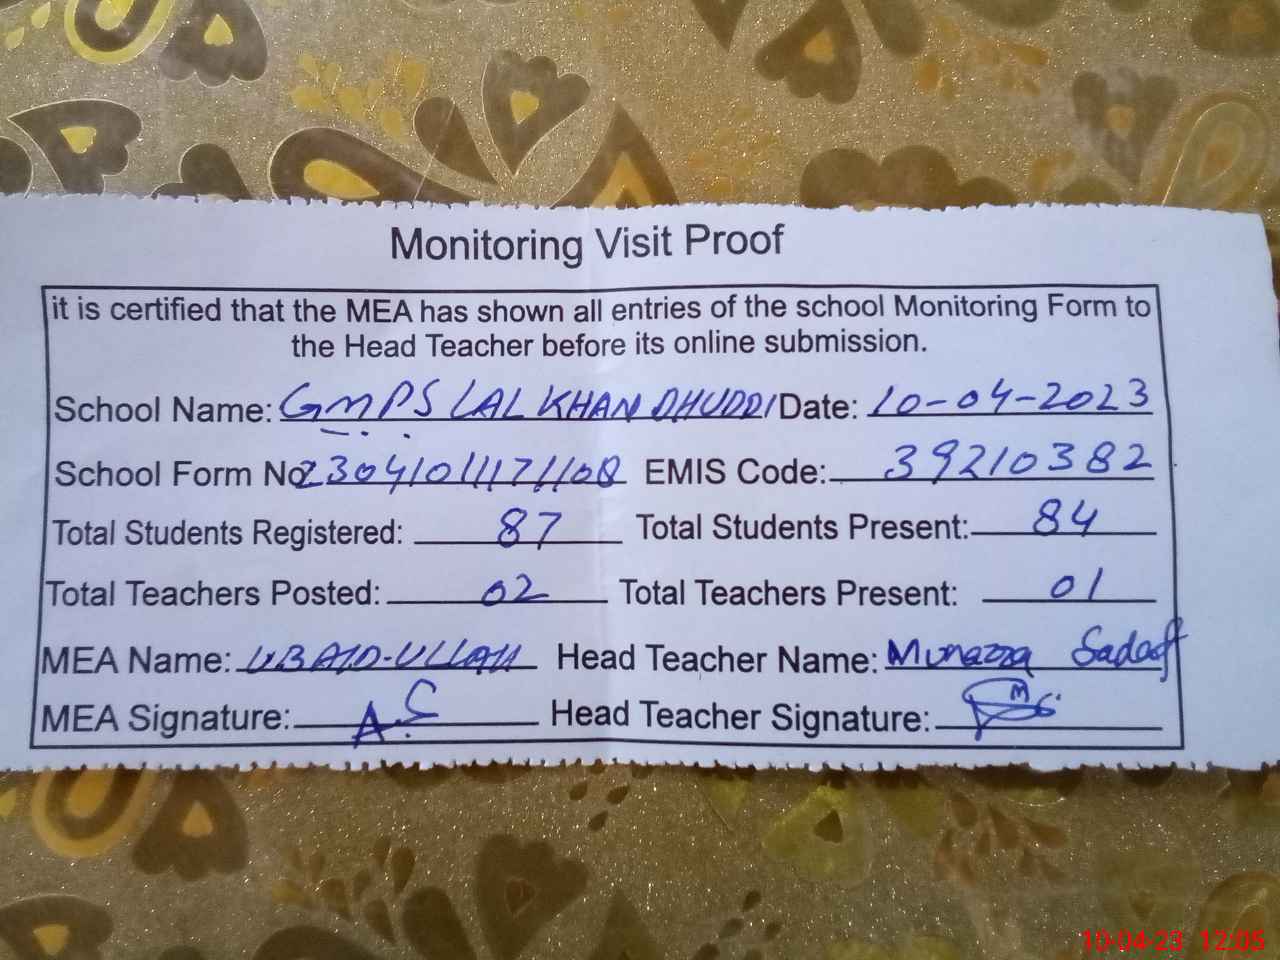 Monitoring Visit Proof
it is certified that the MEA has shown all entries of the school Monitoring Form to
the Head Teacher before its online submission.
School Name: GMPS LAL KHAN DHUDDI Date: 10-04-2023
School Form No EMIS Code: 39210382
Total Students Registered: 87 Total Students Present: 84
Total Teachers Posted: 02 Total Teachers Present: 01
MEA Name: UBAID-ULLAH Head Teacher Name: Munazza Sadaf
MEA Signature: Head Teacher Signature:
10-04-23 12:05